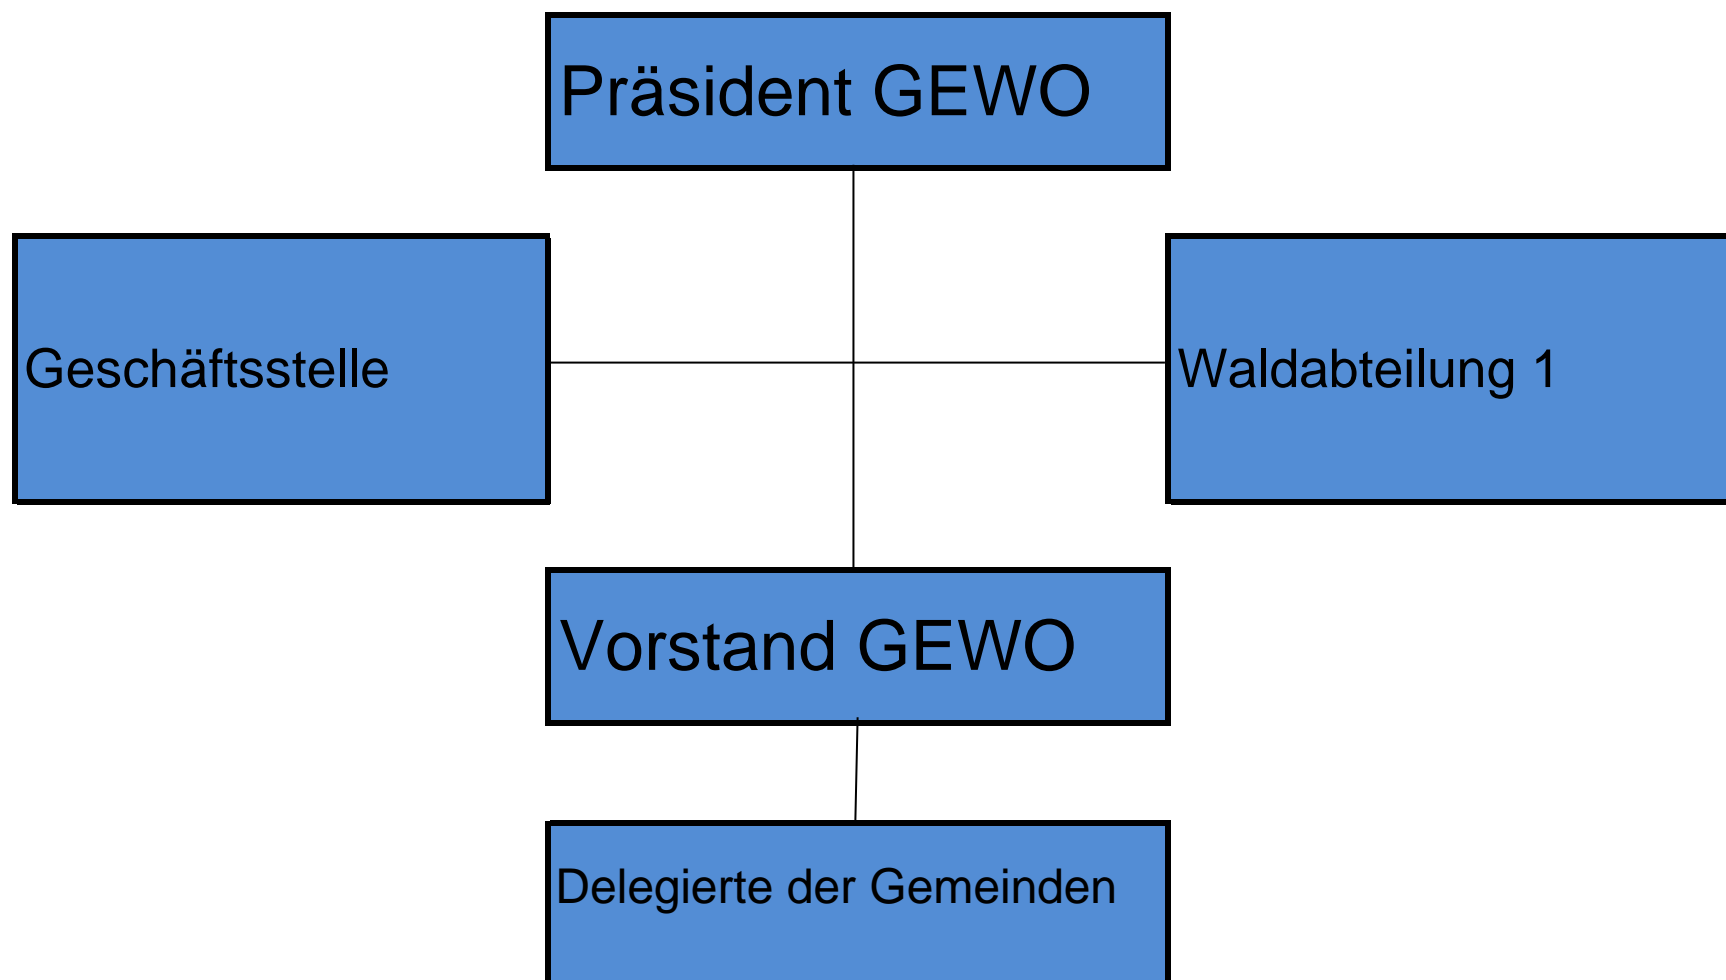 Präsident GEWO
Geschäftsstelle
Waldabteilung 1
Vorstand GEWO
Delegierte der Gemeinden